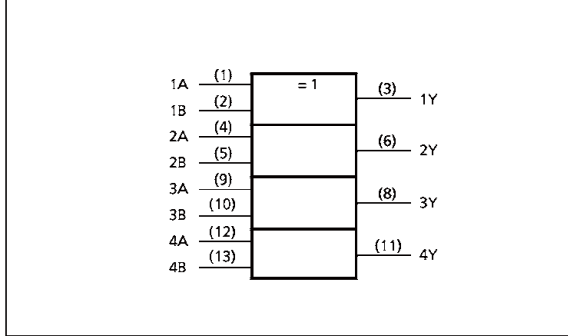 1A (1) = 1 (3) 1Y
1B (2)
2A (4) (6) 2Y
2B (5)
3A (9) (8) 3Y
3B (10)
4A (12) (11) 4Y
4B (13)